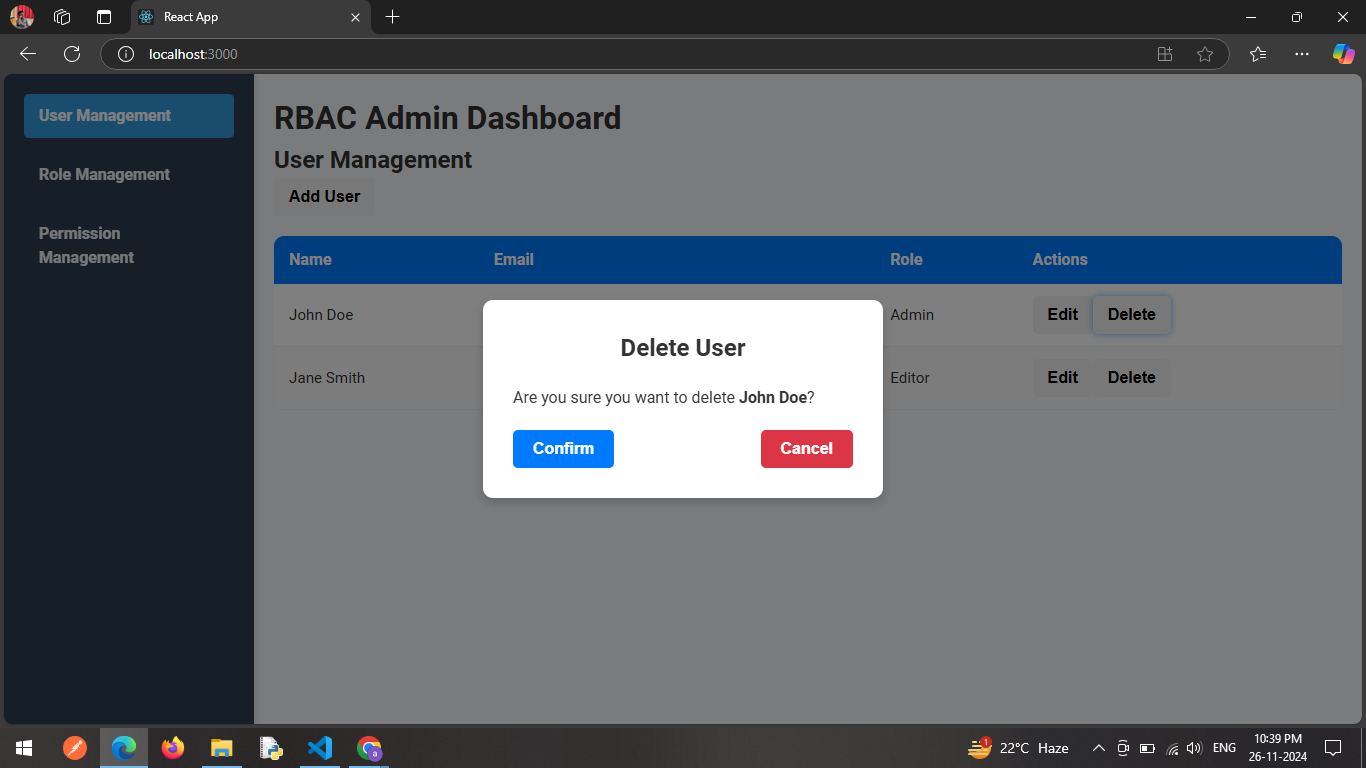 React App
localhost:3000
User Management
Role Management
Permission
Management
RBAC Admin Dashboard
User Management
Add User
Name Email Role Actions
John Doe Admin Edit Delete
Jane Smith Editor Edit Delete
Delete User
Are you sure you want to delete John Doe?
Confirm Cancel
1
22°C Haze
ENG
10:39 PM
26-11-2024
a